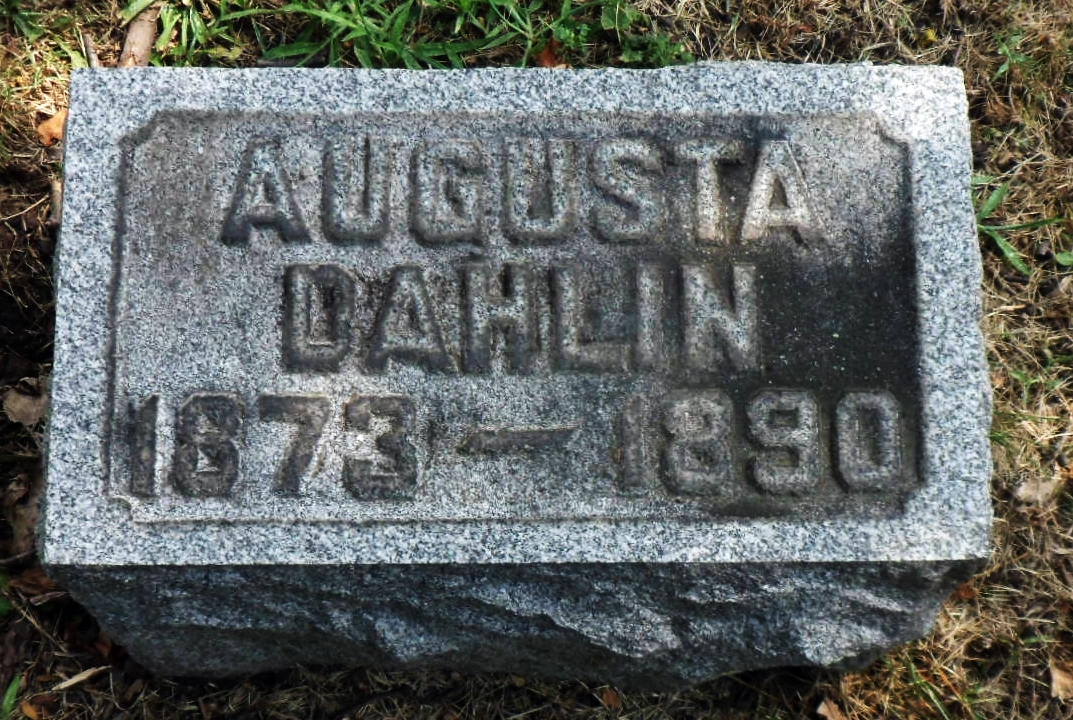 AUGUSTA
DAHLIN
1873 — 1890